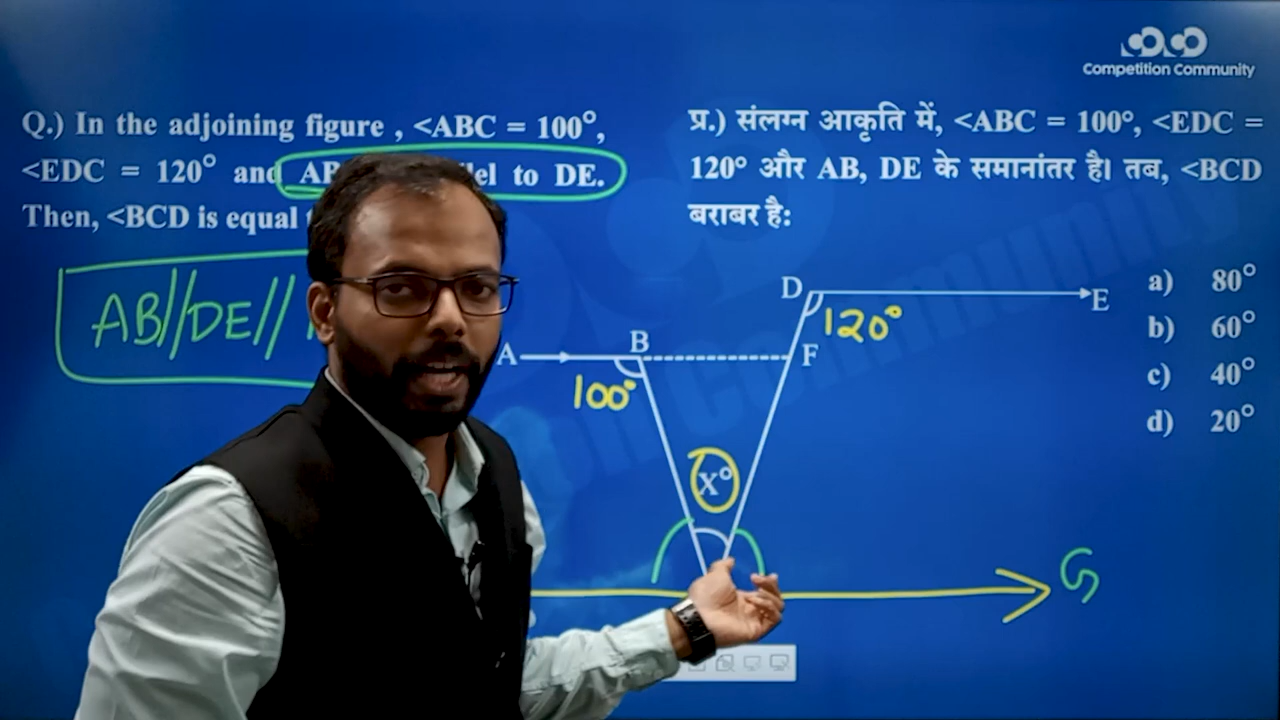 Competition Community
Q.) In the adjoining figure , <ABC = 100°,
<EDC = 120° and AB to DE.
Then, <BCD is equal
प्र.) संलग्न आकृति में, <ABC = 100°, <EDC =
120° और AB, DE के समानांतर है। तब, <BCD
बराबर है:
AB//DE//
A
B
100°
D
120°
E
F
X°
G
a) 80°
b) 60°
c) 40°
d) 20°